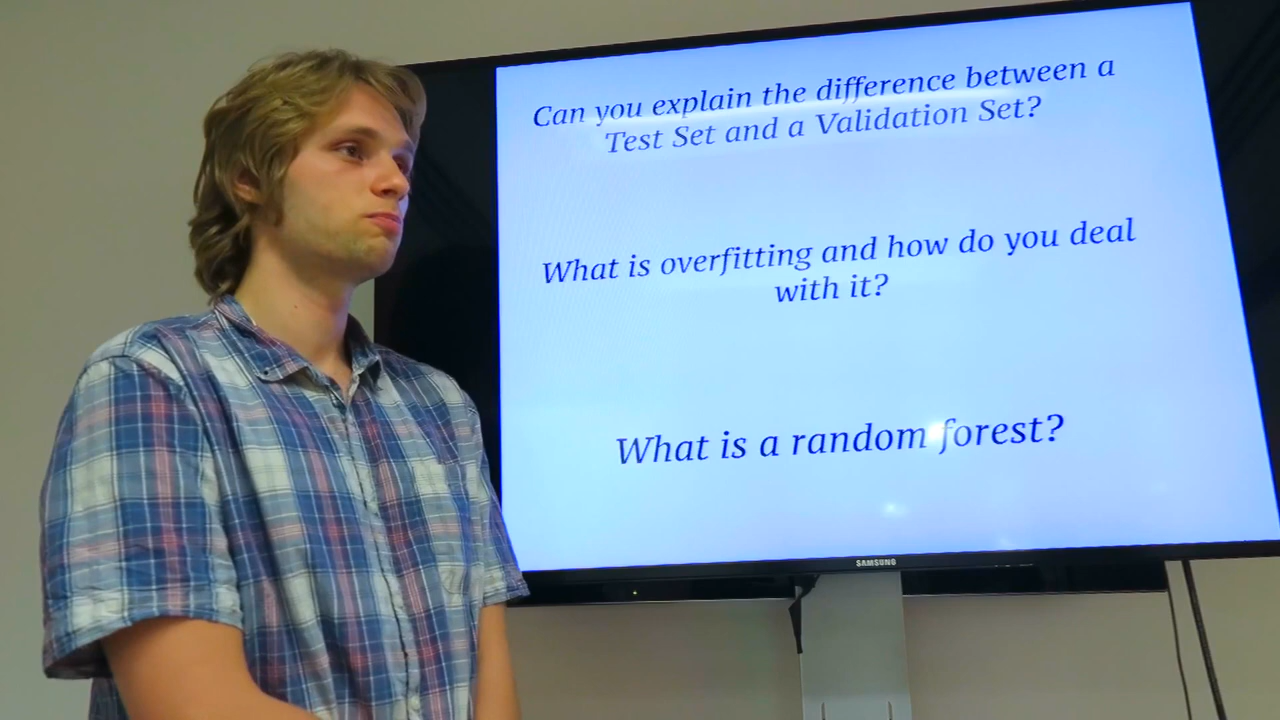 Can you explain the difference between a
Test Set and a Validation Set?
What is overfitting and how do you deal
with it?
What is a random forest?
SAMSUNG